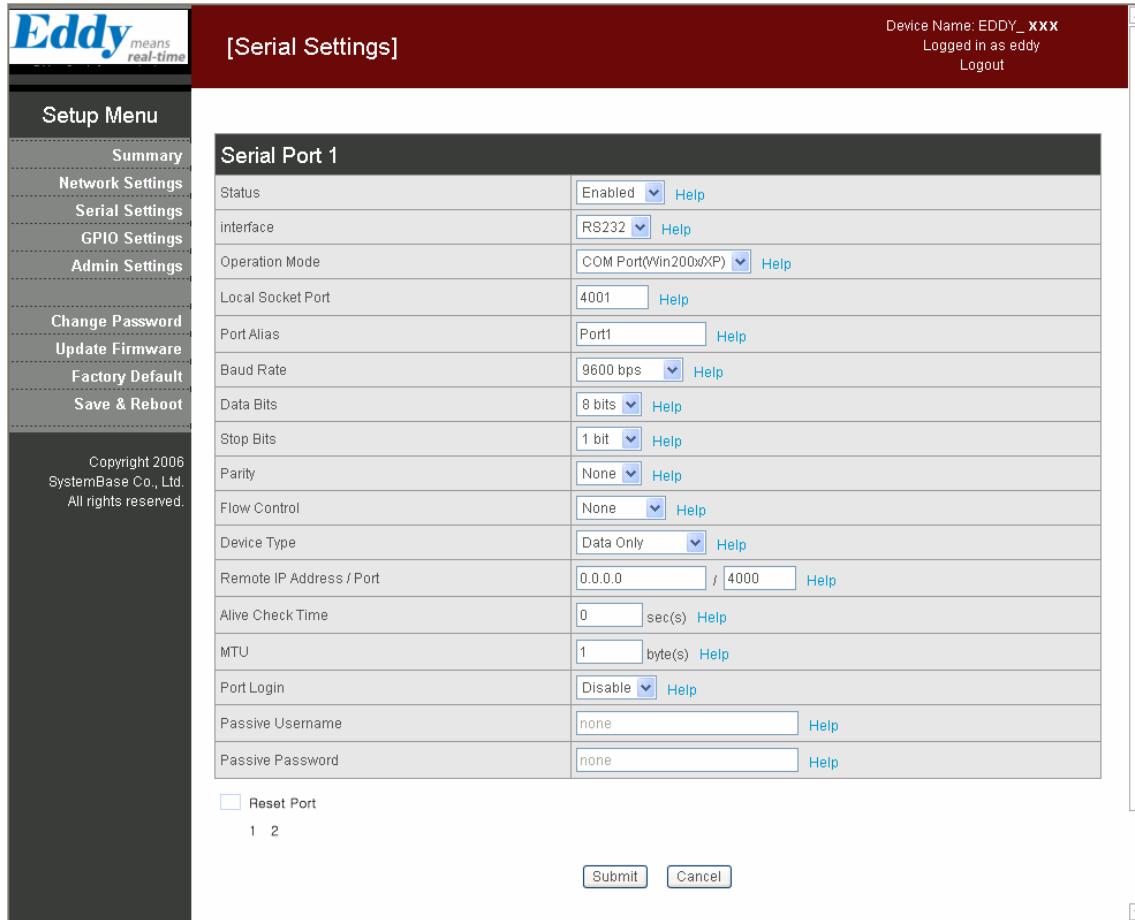 Eddy means
real-time
[Serial Settings]
Device Name: EDDY_ XXX
Logged in as eddy
Logout
Setup Menu
Summary
Network Settings
Serial Settings
GPIO Settings
Admin Settings
Change Password
Update Firmware
Factory Default
Save & Reboot
Copyright 2006
SystemBase Co., Ltd.
All rights reserved.
Serial Port 1
Status Enabled Help
interface RS232 Help
Operation Mode COM Port(Win200x/XP) Help
Local Socket Port 4001 Help
Port Alias Port1 Help
Baud Rate 9600 bps Help
Data Bits 8 bits Help
Stop Bits 1 bit Help
Parity None Help
Flow Control None Help
Device Type Data Only Help
Remote IP Address / Port 0.0.0.0 / 4000 Help
Alive Check Time 0 sec(s) Help
MTU 1 byte(s) Help
Port Login Disable Help
Passive Username none Help
Passive Password none Help
Reset Port
1 2
Submit Cancel